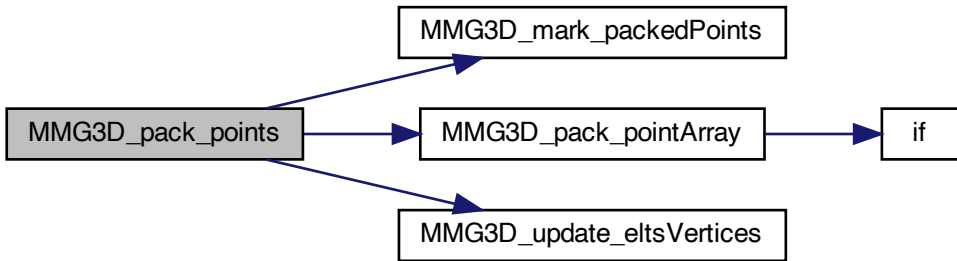 MMG3D_mark_packedPoints
MMG3D_pack_points
MMG3D_pack_pointArray
if
MMG3D_update_eltsVertices